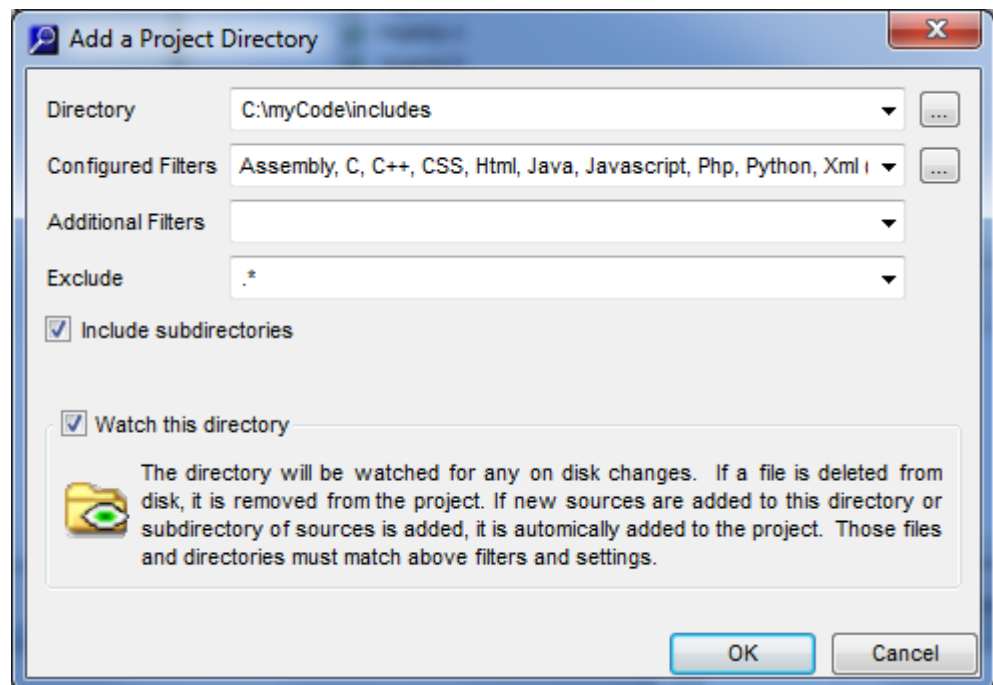 Add a Project Directory
Directory C:\myCode\includes ...
Configured Filters Assembly, C, C++, CSS, Html, Java, Javascript, Php, Python, Xml ...
Additional Filters
Exclude .*
Include subdirectories
Watch this directory
The directory will be watched for any on disk changes. If a file is deleted from
disk, it is removed from the project. If new sources are added to this directory or
subdirectory of sources is added, it is automically added to the project. Those files
and directories must match above filters and settings.
OK Cancel